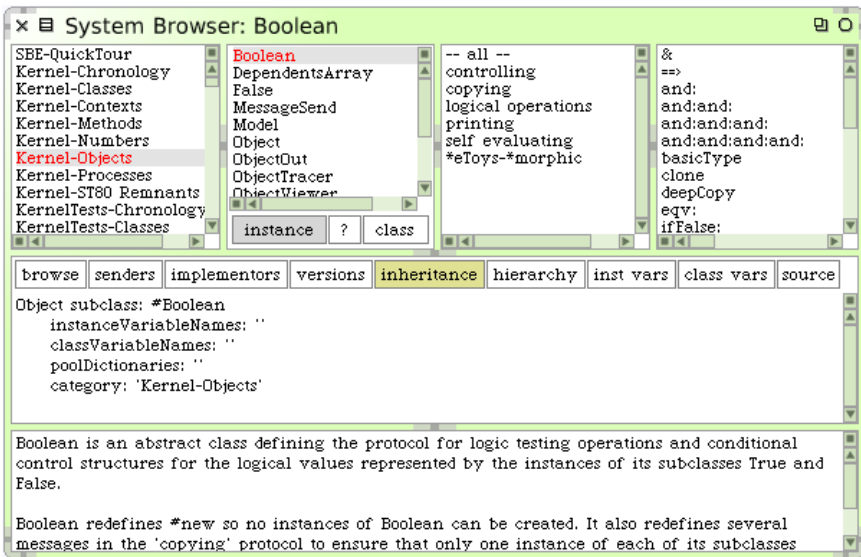 System Browser: Boolean
SBE-QuickTour
Kernel-Chronology
Kernel-Classes
Kernel-Contexts
Kernel-Methods
Kernel-Numbers
Kernel-Objects
Kernel-Processes
Kernel-ST80 Remnants
KernelTests-Chronology
KernelTests-Classes
Boolean
DependentsArray
False
MessageSend
Model
Object
ObjectOut
ObjectTracer
ObjectViewer
instance ? class
-- all --
controlling
copying
logical operations
printing
self evaluating
*eToys-*morphic
&
==>
and:
and:and:
and:and:and:
and:and:and:and:
basicType
clone
deepCopy
eqv:
ifFalse:
browse senders implementors versions inheritance hierarchy inst vars class vars source
Object subclass: #Boolean
instanceVariableNames: ''
classVariableNames: ''
poolDictionaries: ''
category: 'Kernel-Objects'
Boolean is an abstract class defining the protocol for logic testing operations and conditional
control structures for the logical values represented by the instances of its subclasses True and
False.
Boolean redefines #new so no instances of Boolean can be created. It also redefines several
messages in the 'copying' protocol to ensure that only one instance of each of its subclasses